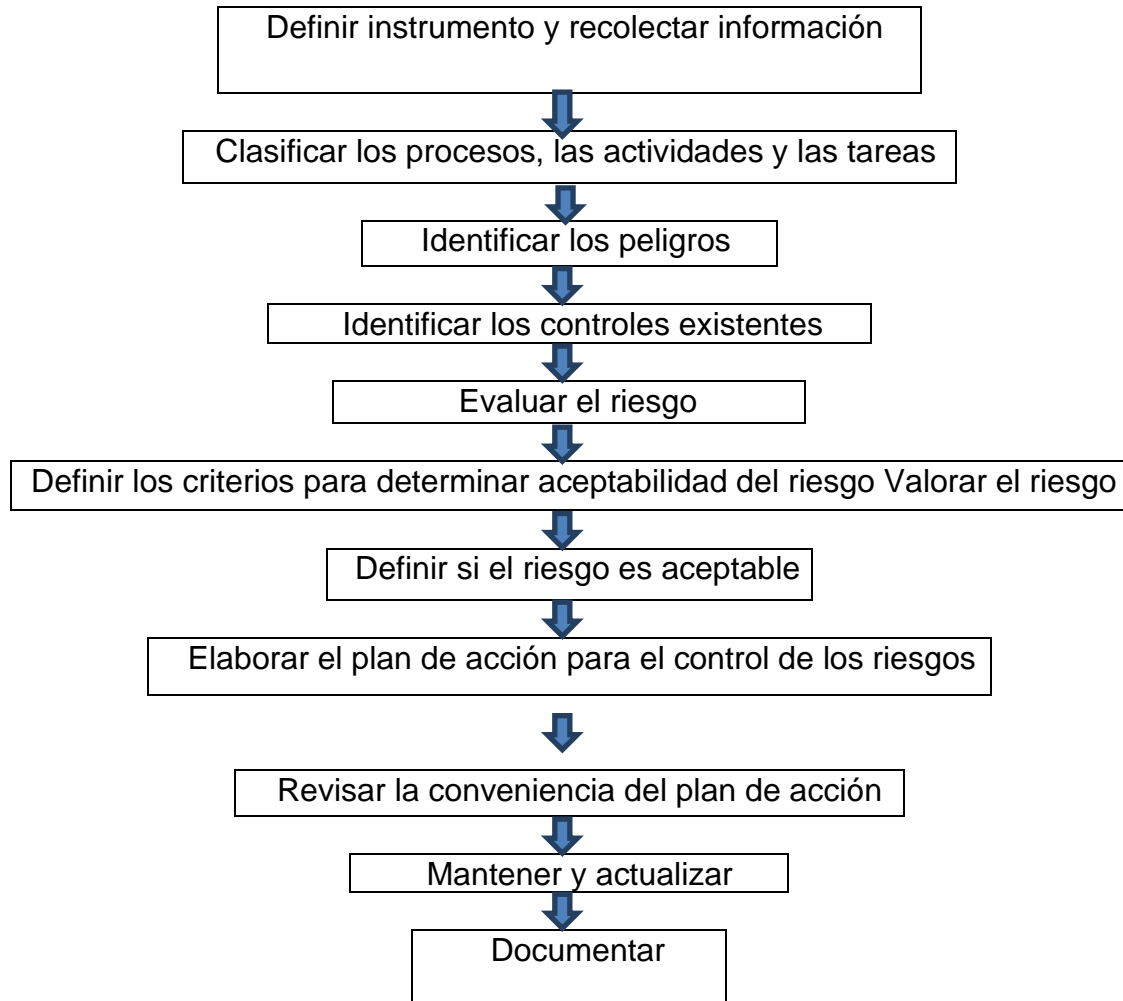 Definir instrumento y recolectar información
Clasificar los procesos, las actividades y las tareas
Identificar los peligros
Identificar los controles existentes
Evaluar el riesgo
Definir los criterios para determinar aceptabilidad del riesgo Valorar el riesgo
Definir si el riesgo es aceptable
Elaborar el plan de acción para el control de los riesgos
Revisar la conveniencia del plan de acción
Mantener y actualizar
Documentar